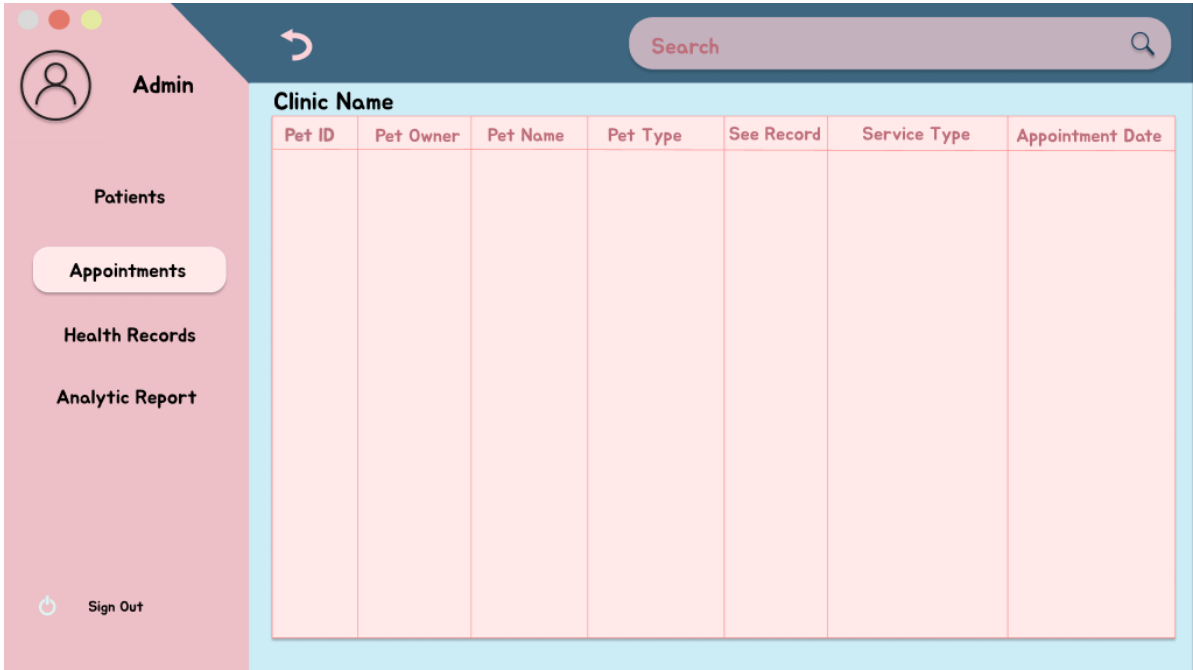 Admin
Search
Clinic Name
Pet ID Pet Owner Pet Name Pet Type See Record Service Type Appointment Date
Patients
Appointments
Health Records
Analytic Report
Sign Out